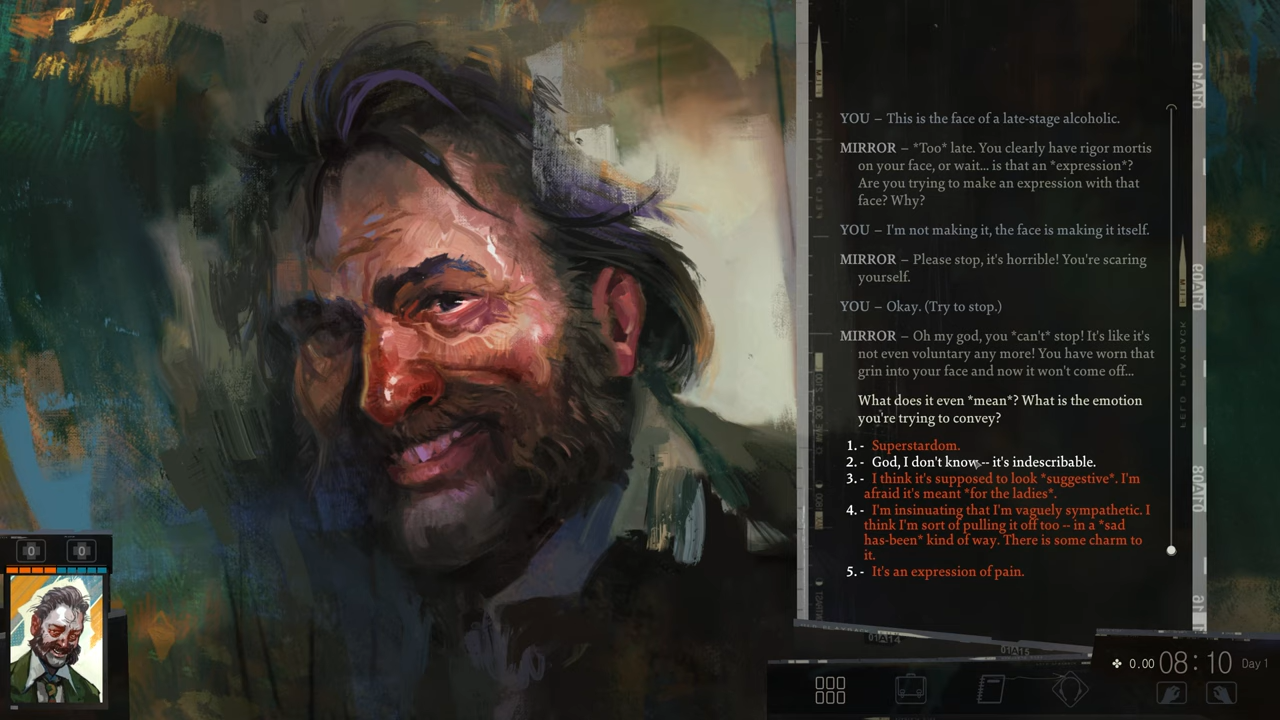 YOU – This is the face of a late-stage alcoholic.
MIRROR – *Too* late. You clearly have rigor mortis
on your face, or wait... is that an *expression*?
Are you trying to make an expression with that
face? Why?
YOU – I'm not making it, the face is making it itself.
MIRROR – Please stop, it's horrible! You're scaring
yourself.
YOU – Okay. (Try to stop.)
MIRROR – Oh my god, you *can't* stop! It's like it's
not even voluntary any more! You have worn that
grin into your face and now it won't come off...
What does it even *mean*? What is the emotion
you're trying to convey?
1. - Superstardom.
2. - God, I don't know -- it's indescribable.
3. - I think it's supposed to look *suggestive*. I'm
afraid it's meant *for the ladies*.
4. - I'm insinuating that I'm vaguely sympathetic. I
think I'm sort of pulling it off too -- in a *sad
has-been* kind of way. There is some charm to
it.
5. - It's an expression of pain.
0 0
01A14
01A15
0.00 08:10 Day 1